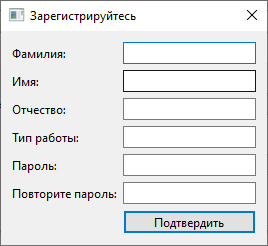 Зарегистрируйтесь
Фамилия:
Имя:
Отчество:
Тип работы:
Пароль:
Повторите пароль:
Подтвердить